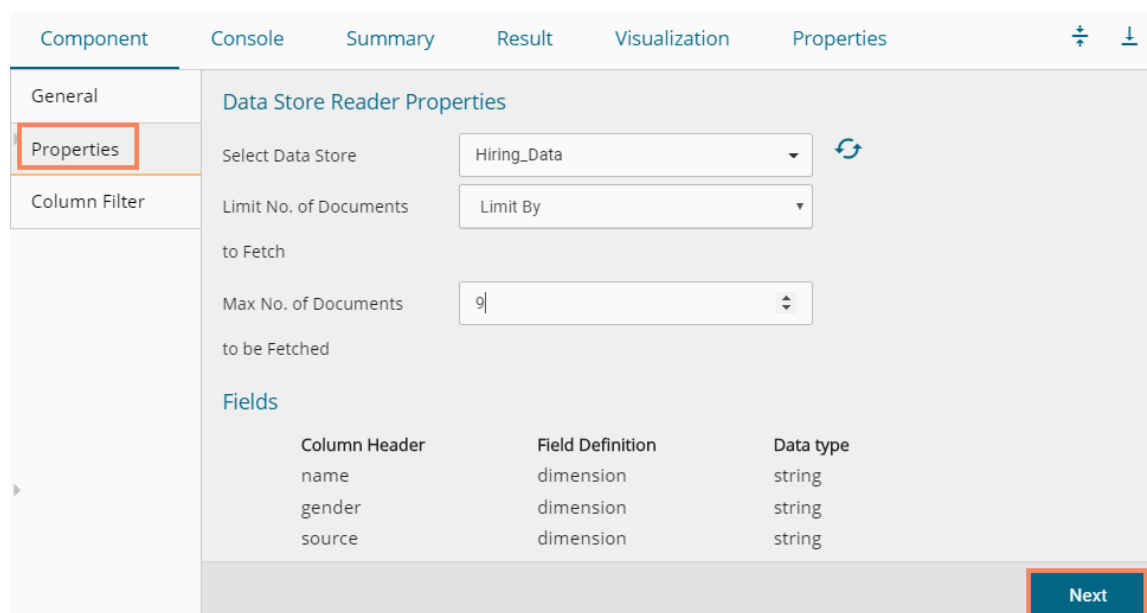 Component Console Summary Result Visualization Properties
General
Properties
Column Filter
Data Store Reader Properties
Select Data Store Hiring_Data
Limit No. of Documents Limit By
to Fetch
Max No. of Documents 9
to be Fetched
Fields
Column Header Field Definition Data type
name dimension string
gender dimension string
source dimension string
Next